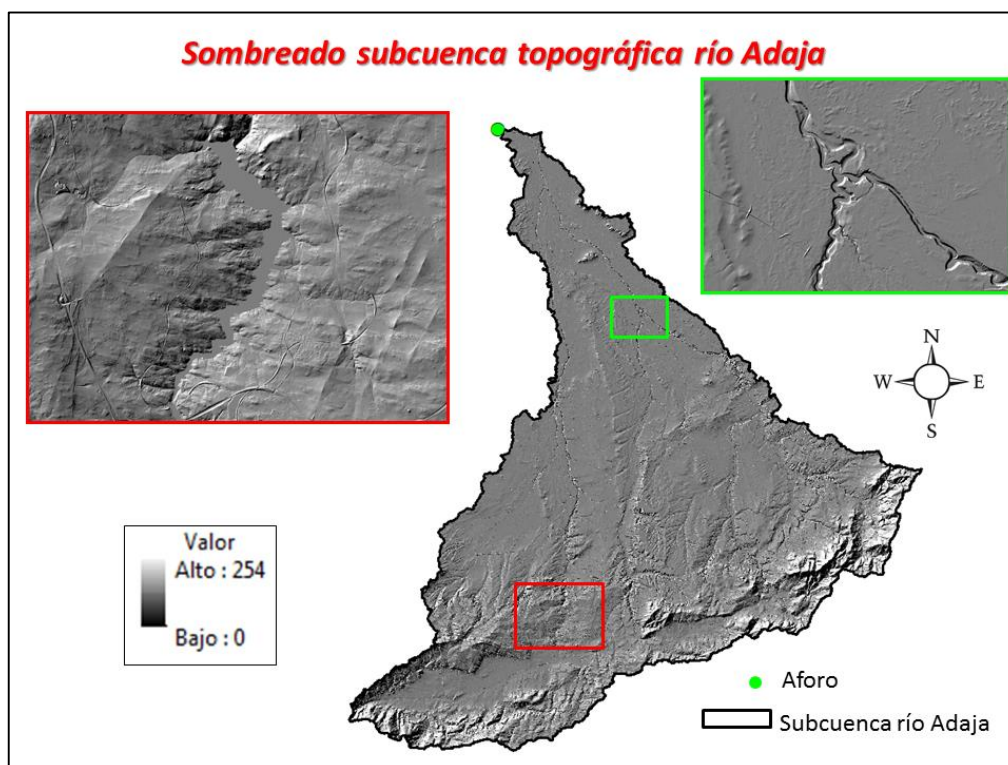 Sombreado subcuenca topográfica río Adaja
N
W
E
S
Valor
Alto : 254
Bajo : 0
Aforo
Subcuenca río Adaja